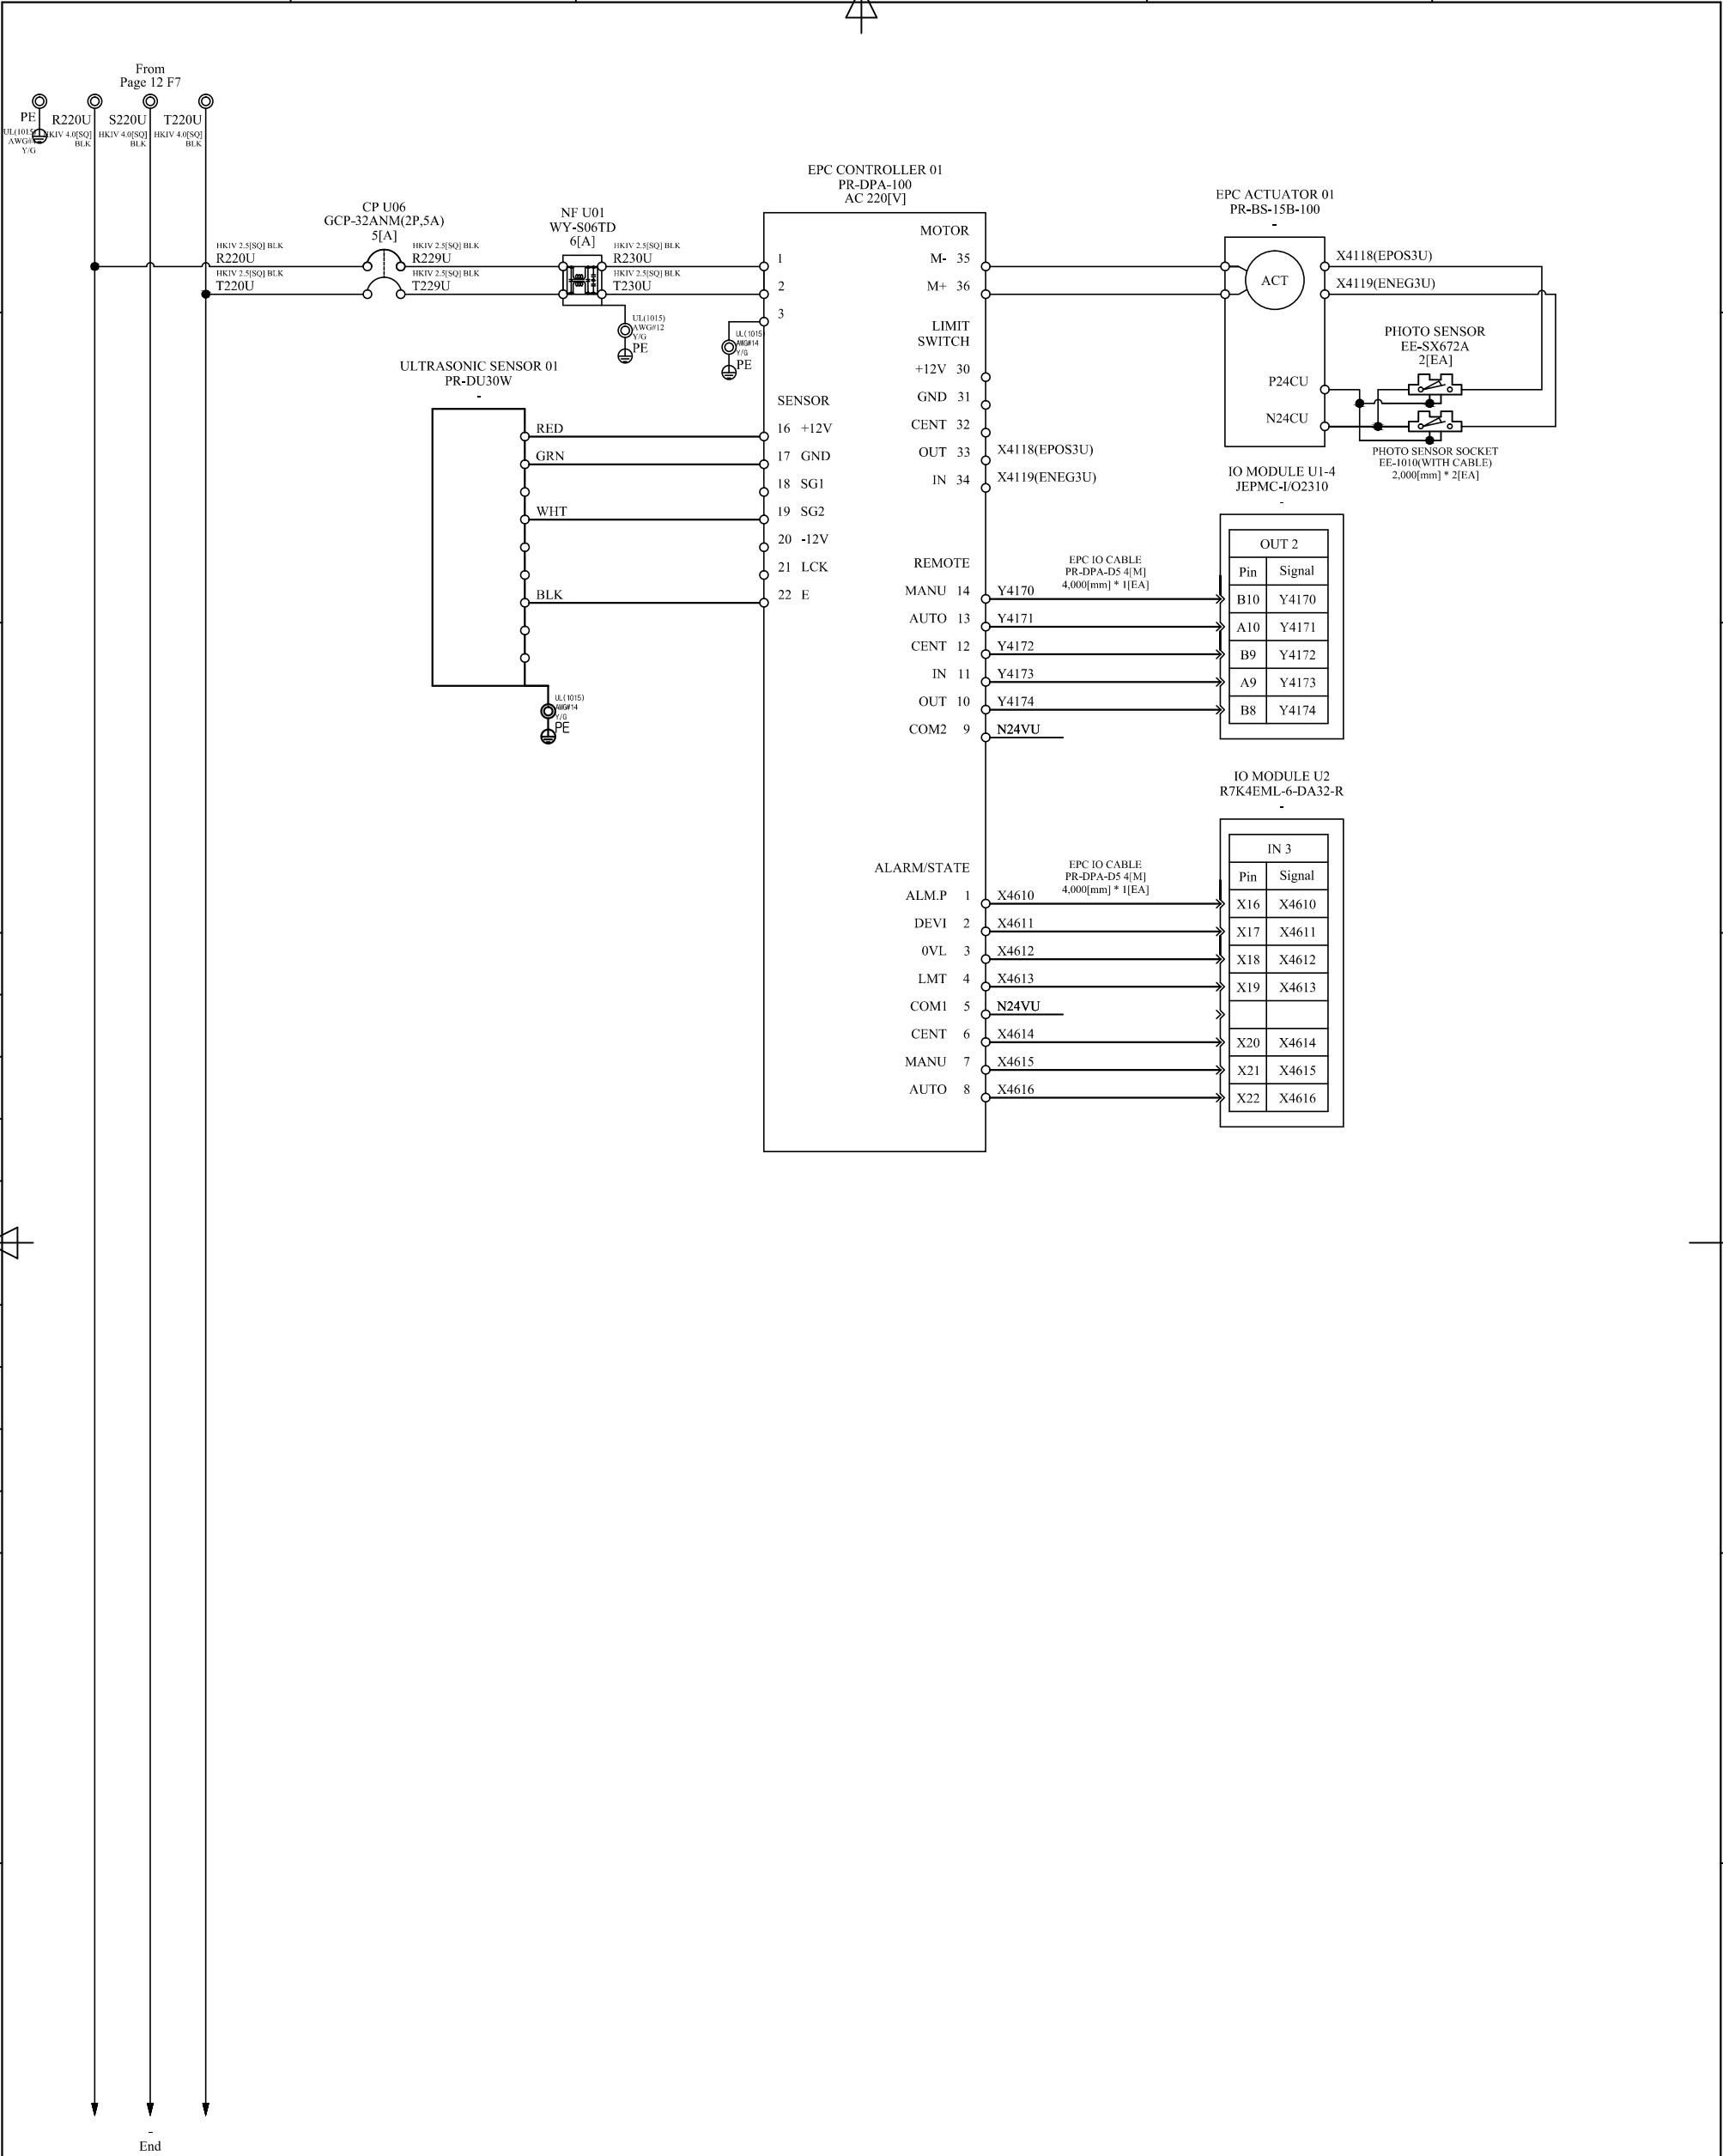 From
Page 12 F7
PE
R220U
S220U
T220U
HKIV 4.0[SQ]
BLK
HKIV 4.0[SQ]
BLK
AWG#
Y/G
BLK
CP U06
GCP-32ANM(2P,5A)
5[A]
HKIV 2.5[SQ] BLK
R220U
HKIV 2.5[SQ] BLK
T220U
HKIV 2.5[SQ] BLK
R229U
HKIV 2.5[SQ] BLK
T229U
NF U01
WY-S06TD
6[A]
HKIV 2.5[SQ] BLK
R230U
HKIV 2.5[SQ] BLK
T230U
UL(1015)
AWG#12
Y/G
PE
UL(1015)
AWG#14
Y/G
PE
EPC CONTROLLER 01
PR-DPA-100
AC 220[V]
1
2
3
MOTOR
M- 35
M+ 36
LIMIT
SWITCH
+12V 30
GND 31
CENT 32
OUT 33 X4118(EPOS3U)
IN 34 X4119(ENEG3U)
EPC ACTUATOR 01
PR-BS-15B-100
-
ACT
X4118(EPOS3U)
X4119(ENEG3U)
P24CU
N24CU
PHOTO SENSOR
EE-SX672A
2[EA]
PHOTO SENSOR SOCKET
EE-1010(WITH CABLE)
2,000[mm] * 2[EA]
ULTRASONIC SENSOR 01
PR-DU30W
-
RED
GRN
WHT
BLK
UL(1015)
AWG#14
Y/G
PE
SENSOR
16 +12V
17 GND
18 SG1
19 SG2
20 -12V
21 LCK
22 E
REMOTE
MANU 14 Y4170
AUTO 13 Y4171
CENT 12 Y4172
IN 11 Y4173
OUT 10 Y4174
COM2 9 N24VU
EPC IO CABLE
PR-DPA-D5 4[M]
4,000[mm] * 1[EA]
IO MODULE U1-4
JEPMC-I/O2310
-
OUT 2
Pin Signal
B10 Y4170
A10 Y4171
B9 Y4172
A9 Y4173
B8 Y4174
ALARM/STATE
ALM.P 1 X4610
DEVI 2 X4611
0VL 3 X4612
LMT 4 X4613
COM1 5 N24VU
CENT 6 X4614
MANU 7 X4615
AUTO 8 X4616
EPC IO CABLE
PR-DPA-D5 4[M]
4,000[mm] * 1[EA]
IO MODULE U2
R7K4EML-6-DA32-R
-
IN 3
Pin Signal
X16 X4610
X17 X4611
X18 X4612
X19 X4613
X20 X4614
X21 X4615
X22 X4616
-
End